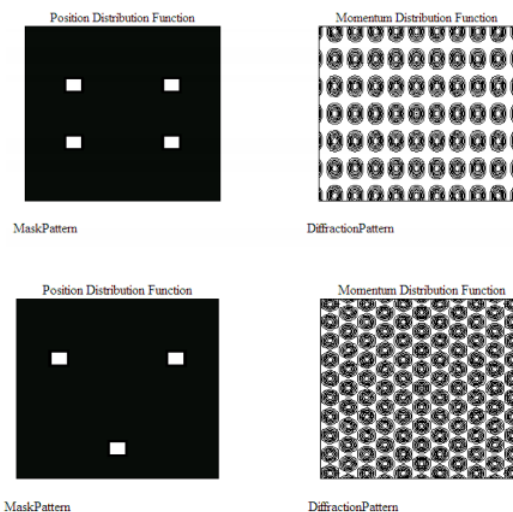 Position Distribution Function
Momentum Distribution Function
MaskPattern
DiffractionPattern
Position Distribution Function
Momentum Distribution Function
MaskPattern
DiffractionPattern